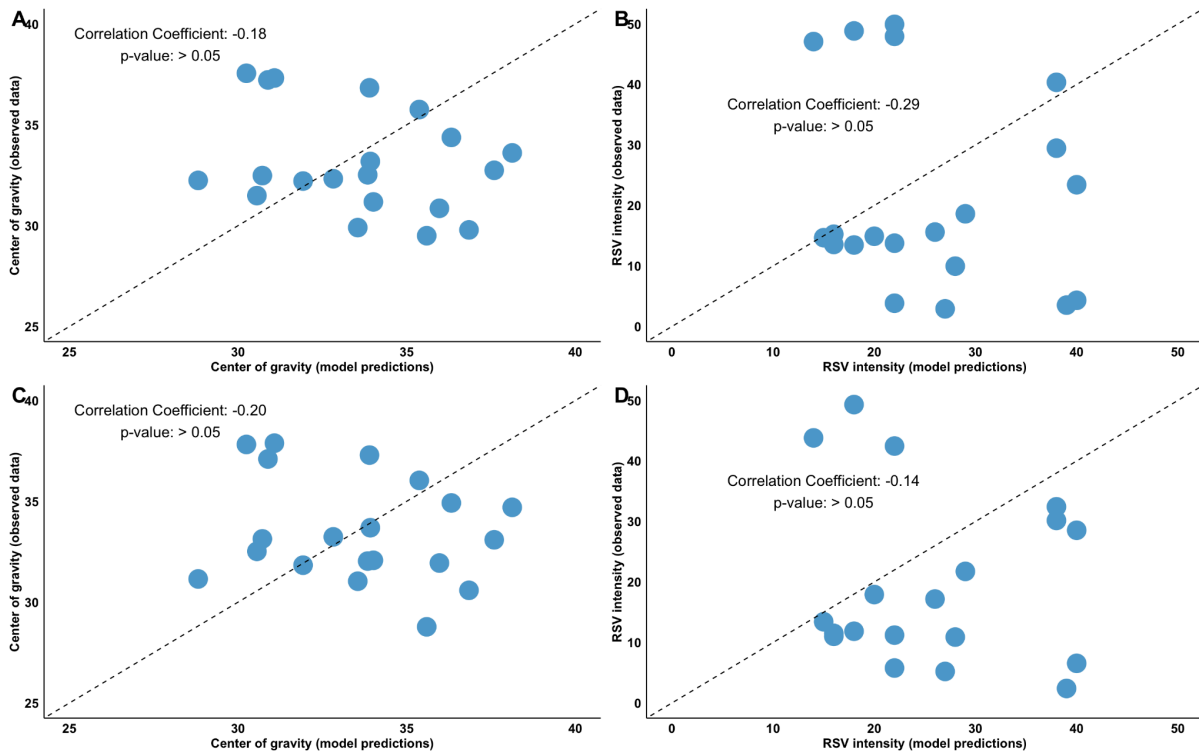 A
Correlation Coefficient: -0.18
p-value: > 0.05
Center of gravity (observed data)
40
35
30
25
25
30
35
40
Center of gravity (model predictions)
B
Correlation Coefficient: -0.29
p-value: > 0.05
RSV intensity (observed data)
50
40
30
20
10
0
0
10
20
30
40
50
RSV intensity (model predictions)
C
Correlation Coefficient: -0.20
p-value: > 0.05
Center of gravity (observed data)
40
35
30
25
25
30
35
40
Center of gravity (model predictions)
D
Correlation Coefficient: -0.14
p-value: > 0.05
RSV intensity (observed data)
50
40
30
20
10
0
0
10
20
30
40
50
RSV intensity (model predictions)